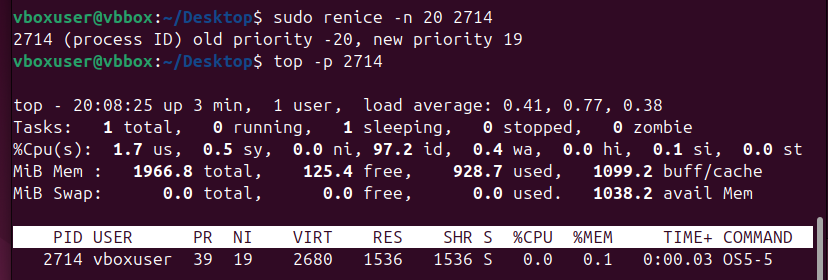 vboxuser@vbbox:~/Desktop$ sudo renice -n 20 2714
2714 (process ID) old priority -20, new priority 19
vboxuser@vbbox:~/Desktop$ top -p 2714
top - 20:08:25 up 3 min,  1 user,  load average: 0.41, 0.77, 0.38
Tasks:   1 total,   0 running,   1 sleeping,   0 stopped,   0 zombie
%Cpu(s):  1.7 us,  0.5 sy,  0.0 ni, 97.2 id,  0.4 wa,  0.0 hi,  0.1 si,  0.0 st
MiB Mem :   1966.8 total,    125.4 free,    928.7 used,   1099.2 buff/cache
MiB Swap:      0.0 total,      0.0 free,      0.0 used.   1038.2 avail Mem
PID USER      PR  NI    VIRT    RES    SHR S  %CPU  %MEM     TIME+ COMMAND
2714 vboxuser  39  19    2680   1536   1536 S   0.0   0.1   0:00.03 OS5-5